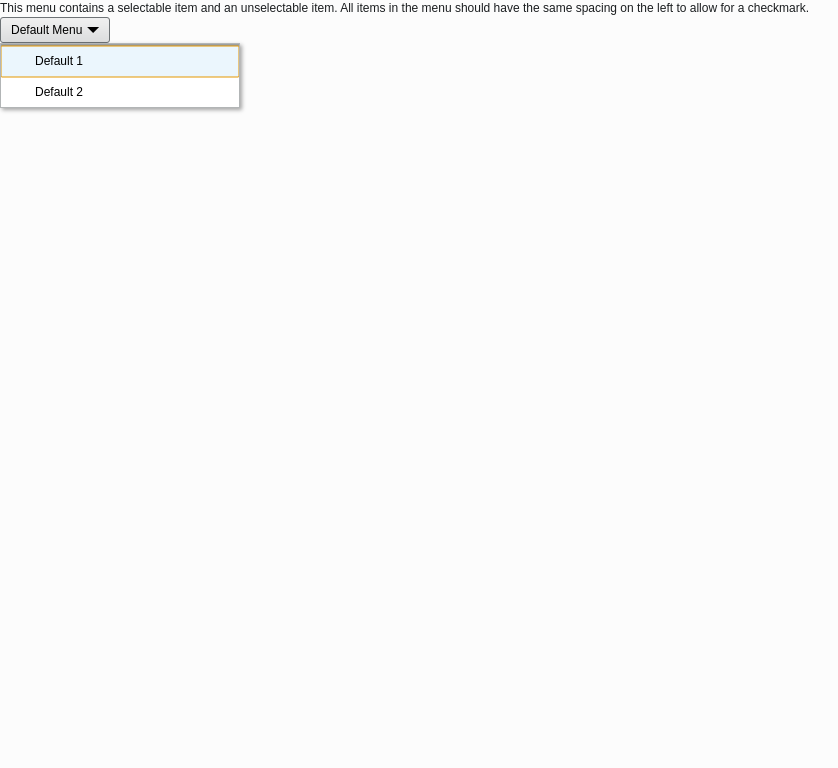 This menu contains a selectable item and an unselectable item. All items in the menu should have the same spacing on the left to allow for a checkmark.
Default Menu
Default 1
Default 2